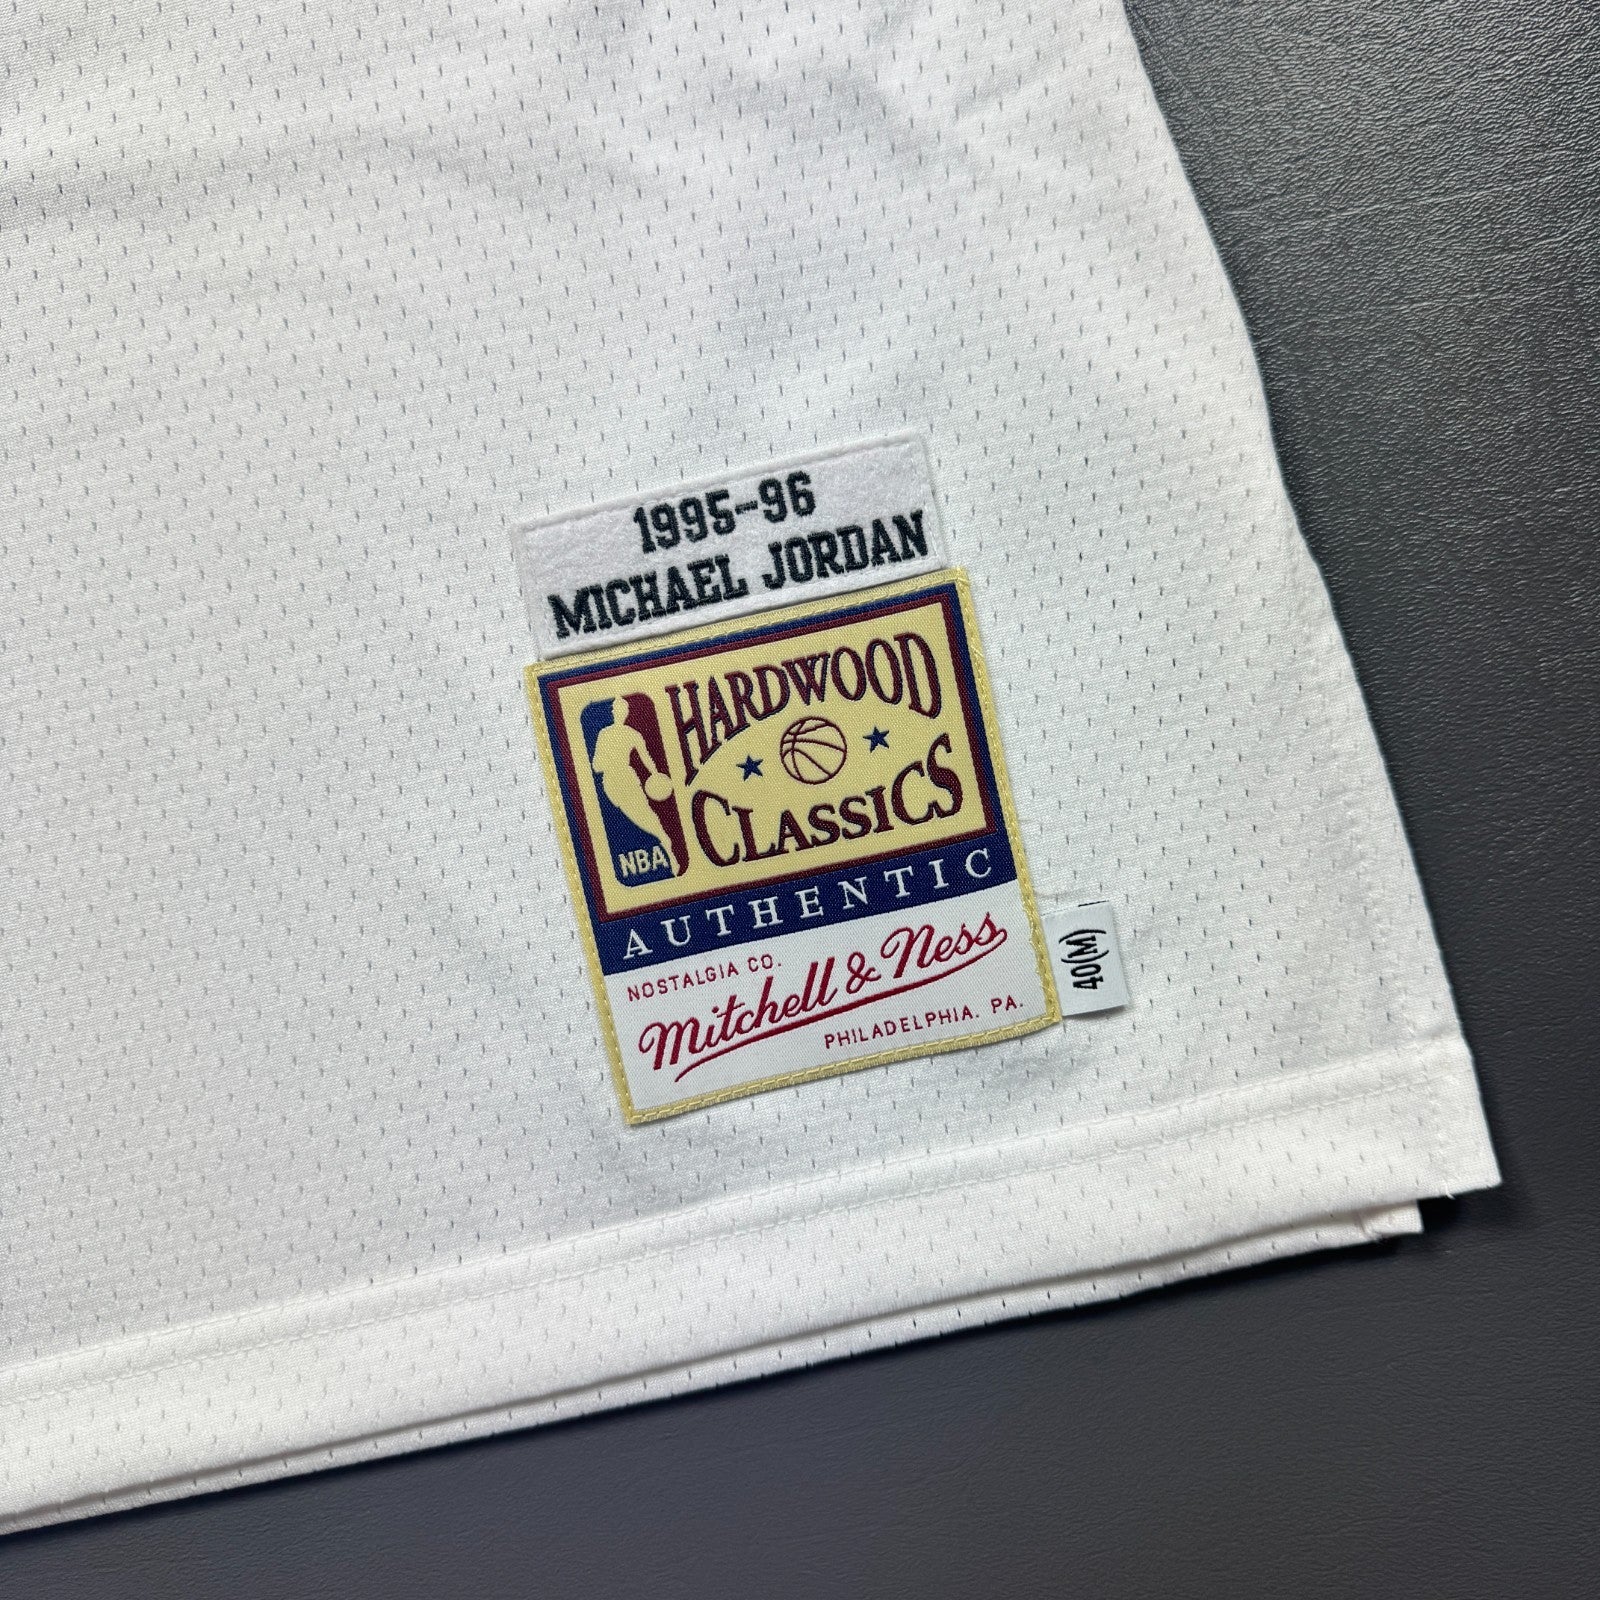 1995-96
MICHAEL JORDAN
HARDWOOD
CLASSICS
NBA
AUTHENTIC
NOSTALGIA CO.
Mitchell & Ness
PHILADELPHIA, PA.
40(M)